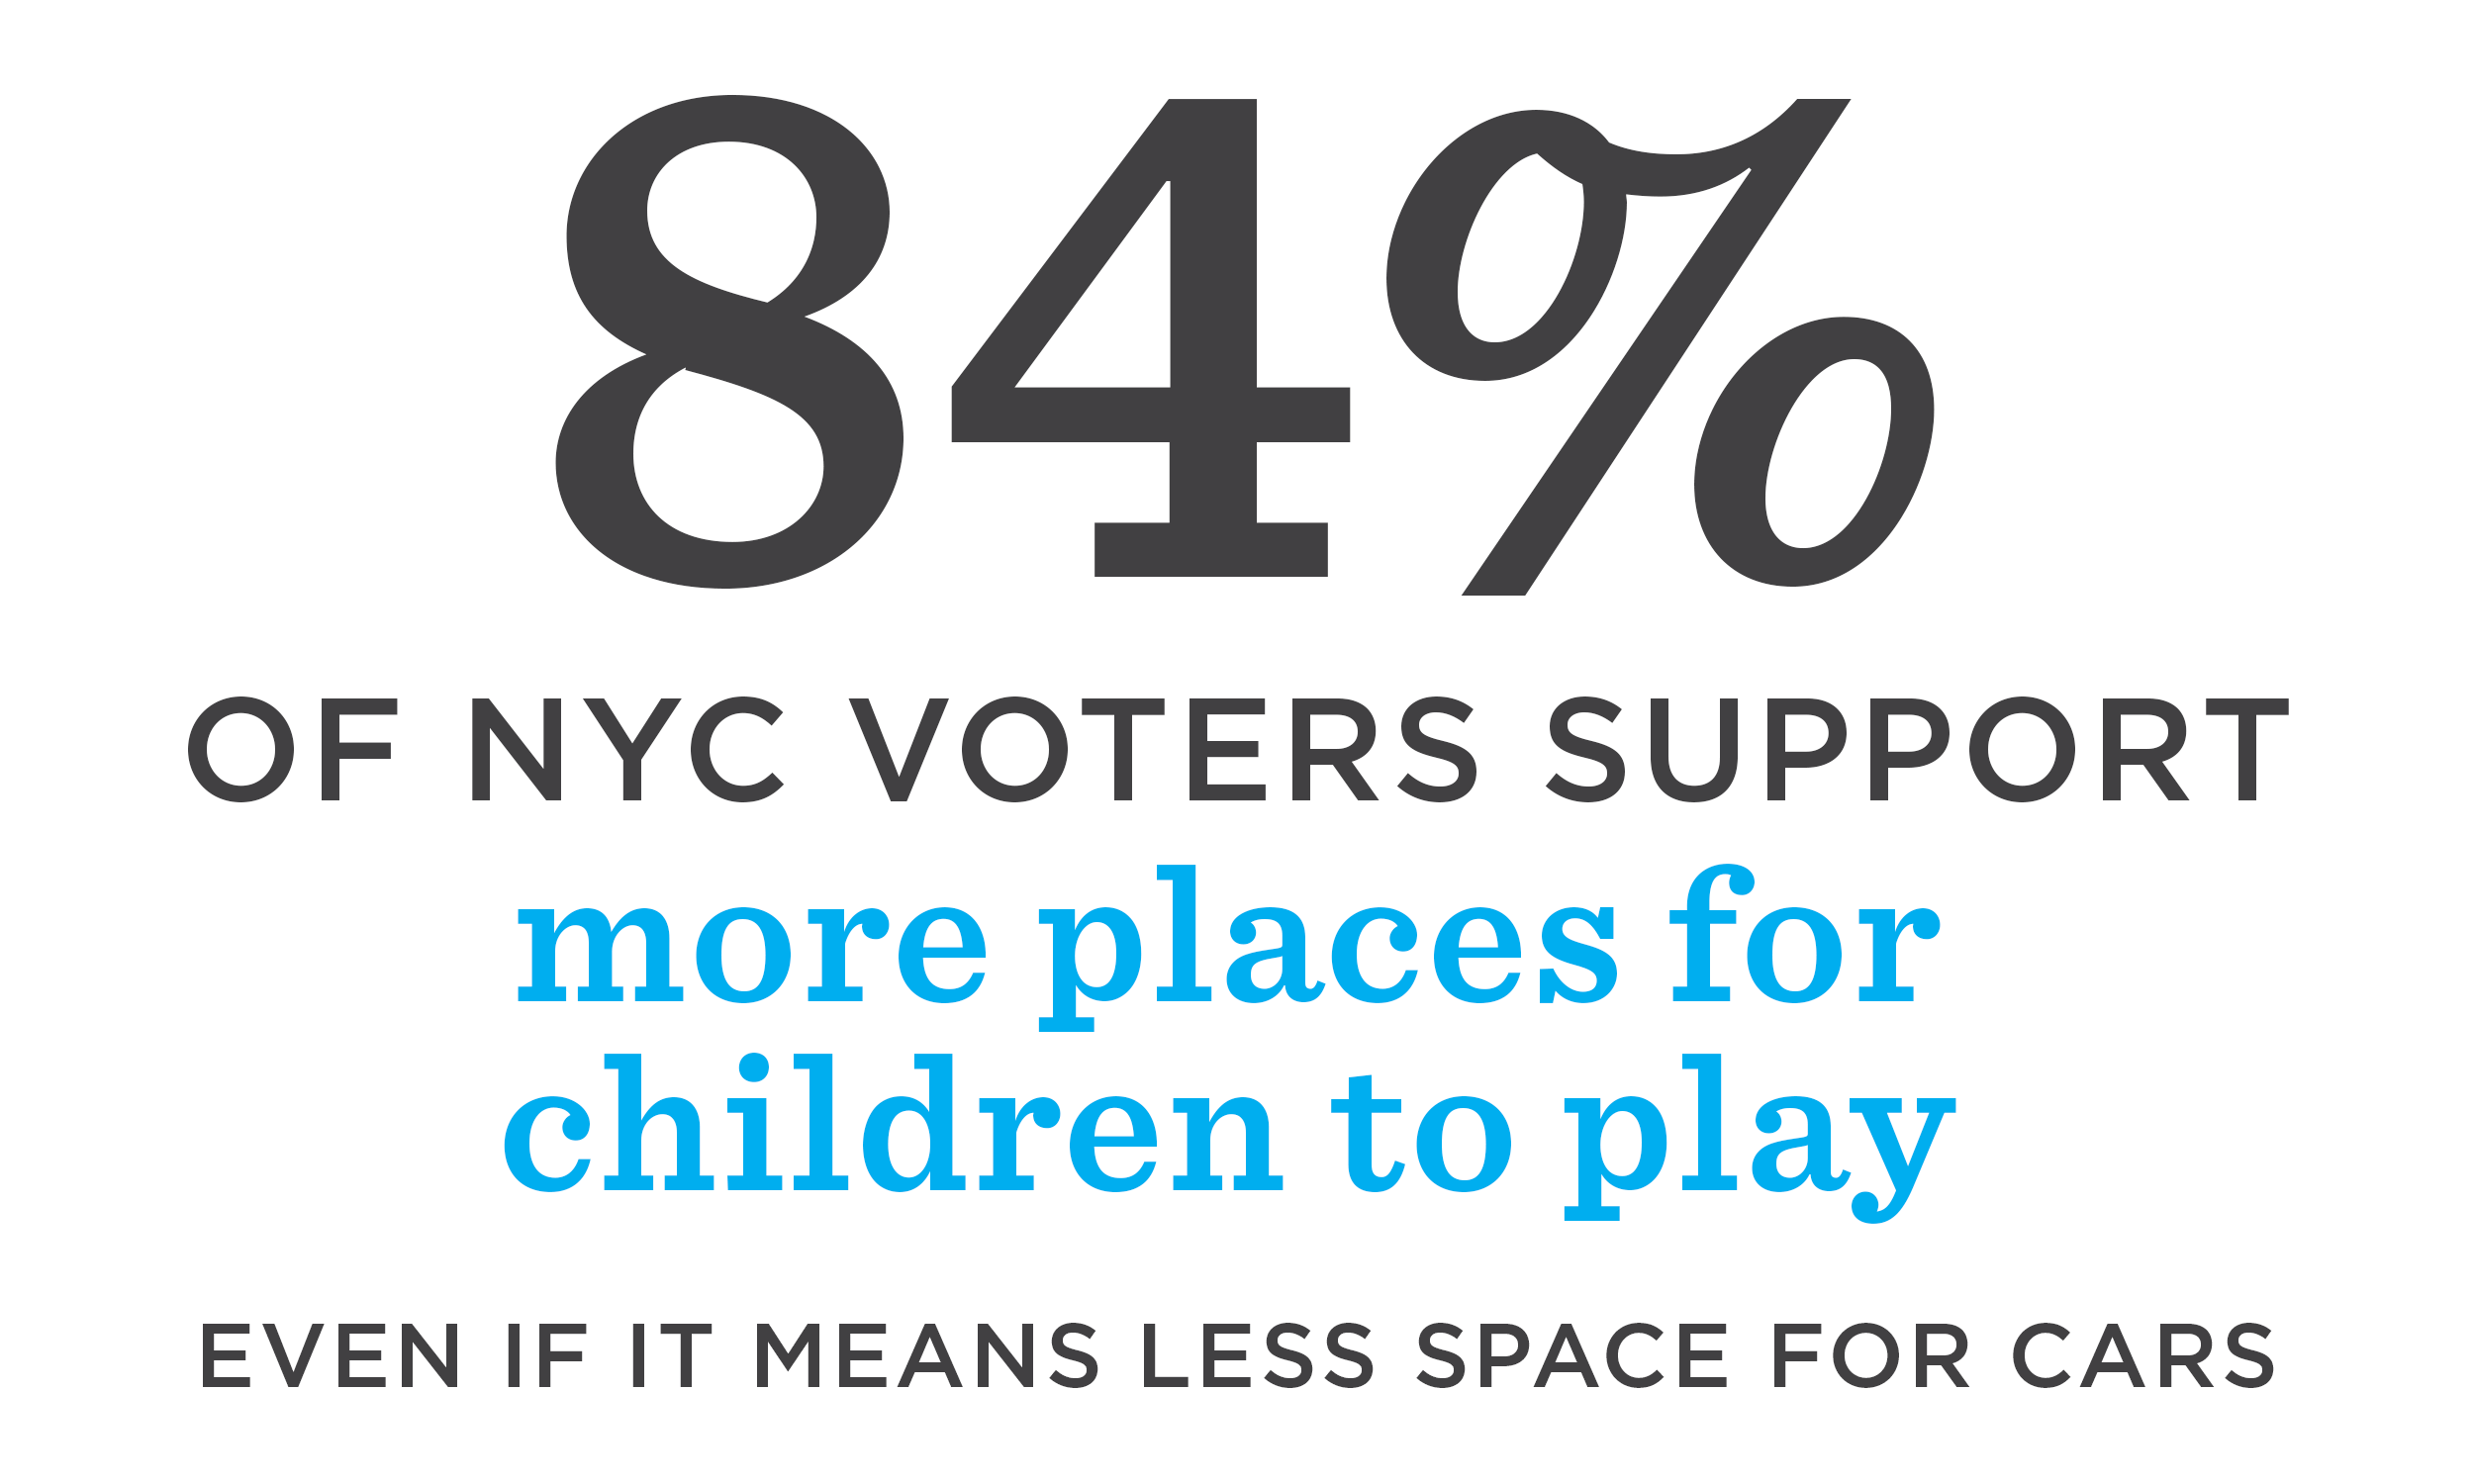 84%
OF NYC VOTERS SUPPORT
more places for
children to play
EVEN IF IT MEANS LESS SPACE FOR CARS